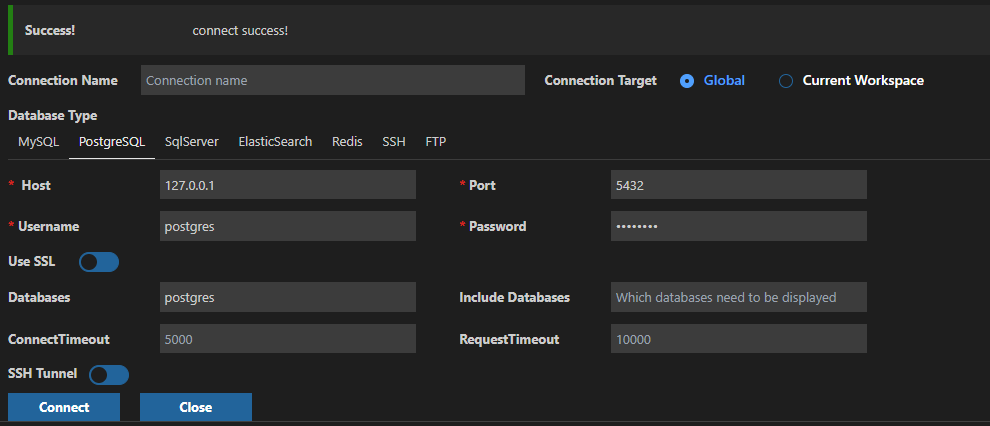 Success! connect success!
Connection Name Connection name Connection Target Global Current Workspace
Database Type
MySQL PostgreSQL SqlServer ElasticSearch Redis SSH FTP
* Host 127.0.0.1 * Port 5432
* Username postgres * Password ••••••••
Use SSL
Databases postgres Include Databases Which databases need to be displayed
ConnectTimeout 5000 RequestTimeout 10000
SSH Tunnel
Connect Close